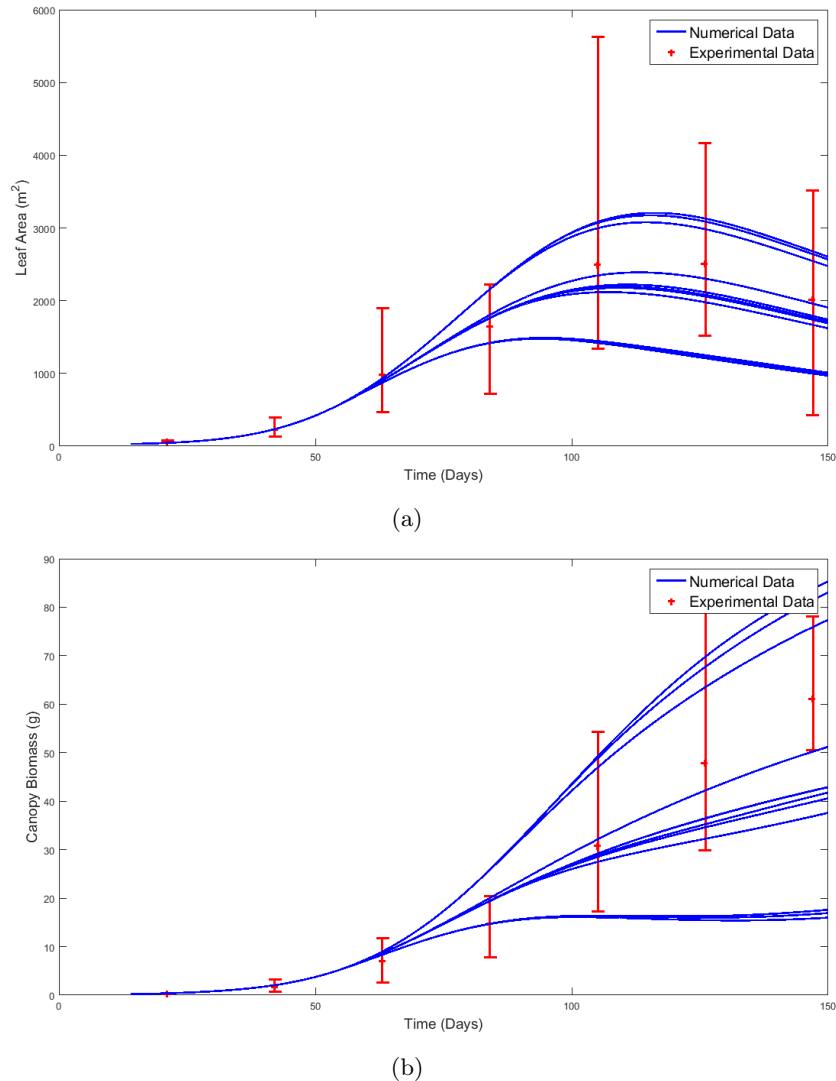 6000
5000
4000
3000
2000
1000
0
Leaf Area (m²)
Numerical Data
Experimental Data
0
50
100
150
Time (Days)
(a)
90
80
70
60
50
40
30
20
10
0
Canopy Biomass (g)
Numerical Data
Experimental Data
0
50
100
150
Time (Days)
(b)